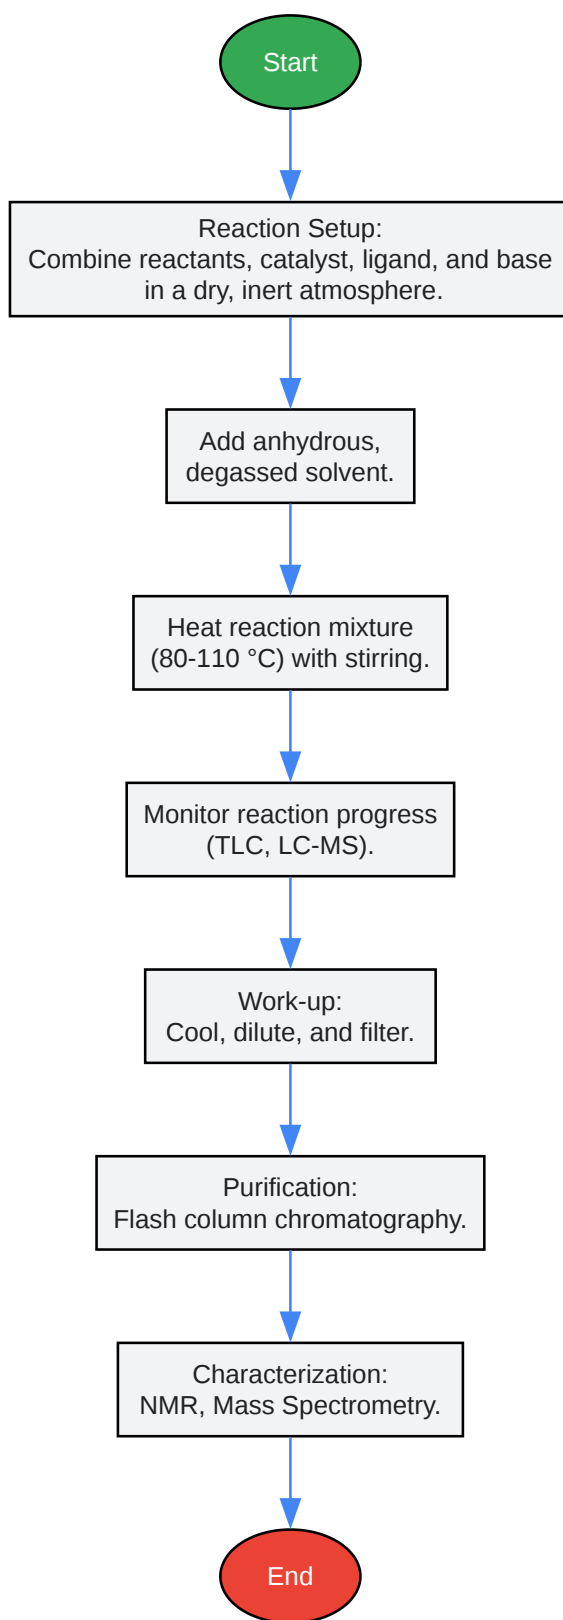 Start
Reaction Setup:
Combine reactants, catalyst, ligand, and base
in a dry, inert atmosphere.
Add anhydrous,
degassed solvent.
Heat reaction mixture
(80-110 °C) with stirring.
Monitor reaction progress
(TLC, LC-MS).
Work-up:
Cool, dilute, and filter.
Purification:
Flash column chromatography.
Characterization:
NMR, Mass Spectrometry.
End